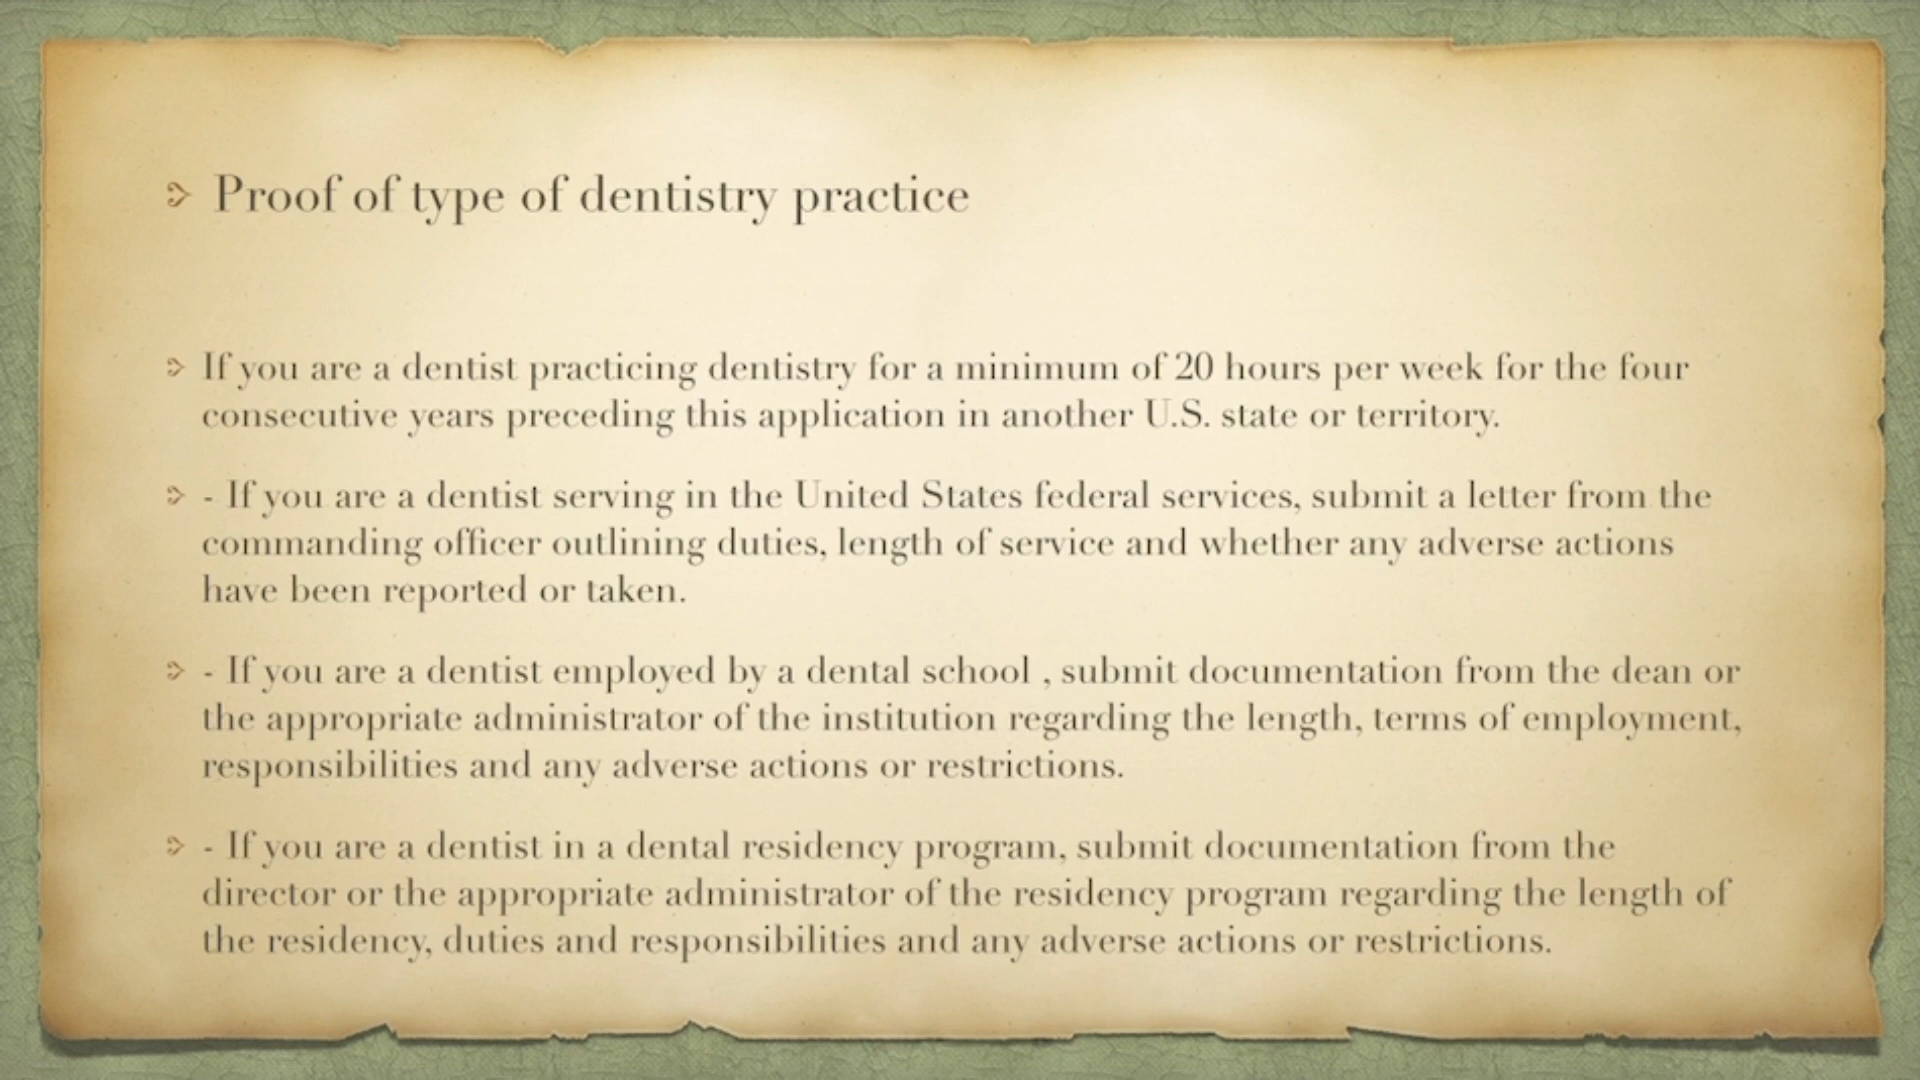 Proof of type of dentistry practice
If you are a dentist practicing dentistry for a minimum of 20 hours per week for the four
consecutive years preceding this application in another U.S. state or territory.
- If you are a dentist serving in the United States federal services, submit a letter from the
commanding officer outlining duties, length of service and whether any adverse actions
have been reported or taken.
- If you are a dentist employed by a dental school , submit documentation from the dean or
the appropriate administrator of the institution regarding the length, terms of employment,
responsibilities and any adverse actions or restrictions.
- If you are a dentist in a dental residency program, submit documentation from the
director or the appropriate administrator of the residency program regarding the length of
the residency, duties and responsibilities and any adverse actions or restrictions.